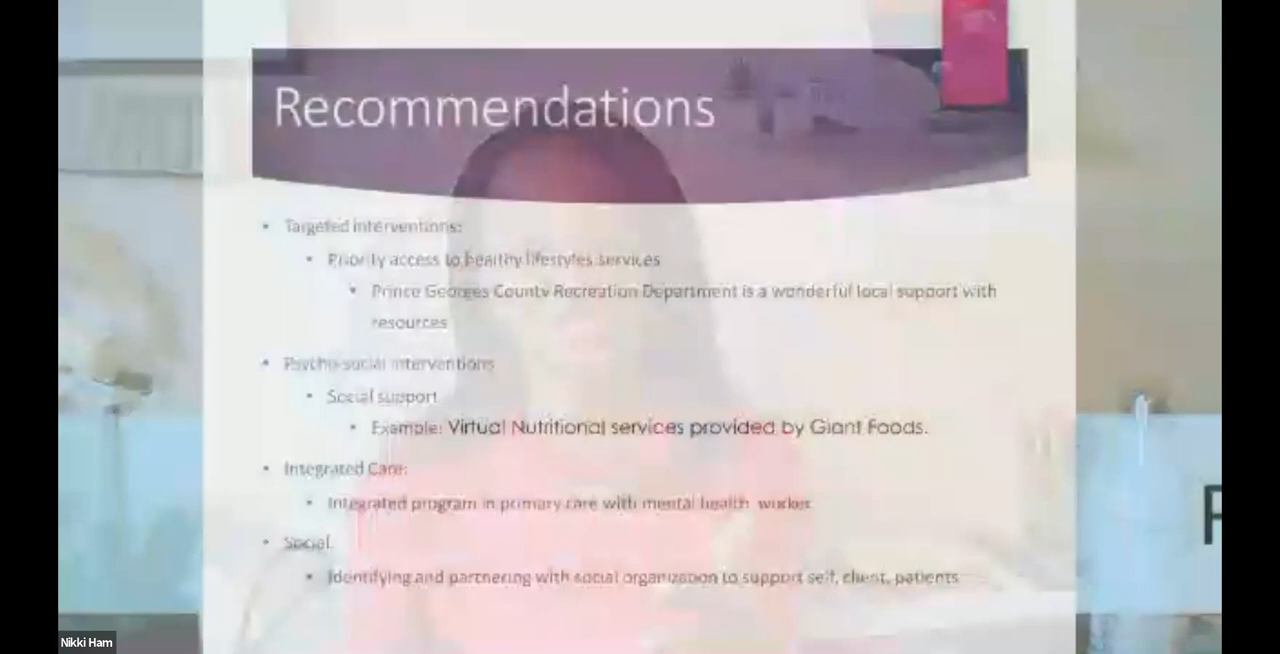 Recommendations
• Targeted interventions:
• Priority access to healthy lifestyles services
• Prince Georges County Recreation Department is a wonderful local support with
resources
• Psycho-social interventions
• Social support
• Example: Virtual Nutritional services provided by Giant Foods.
• Integrated Care:
• Integrated program in primary care with mental health worker
• Social.
• Identifying and partnering with social organization to support self, client, patients
Nikki Ham